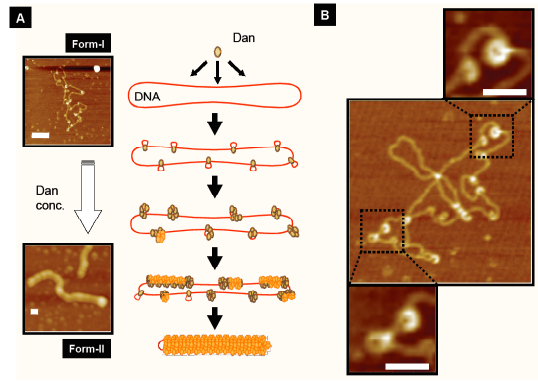 A
Form-I
Dan
DNA
Dan
conc.
Form-II
B